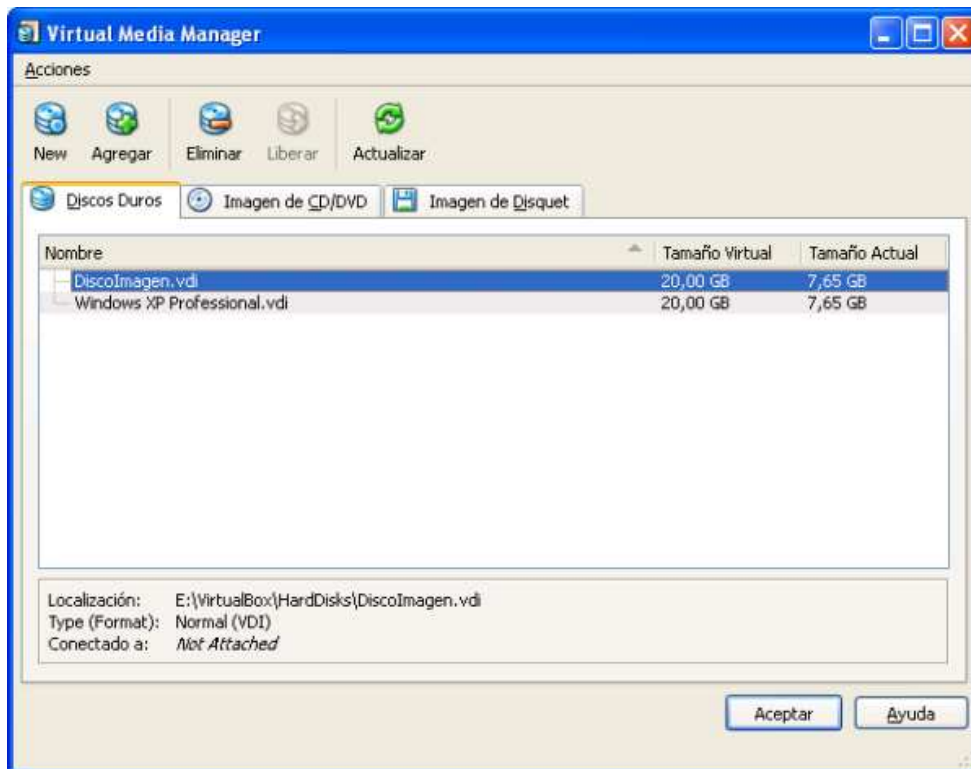 Virtual Media Manager
Acciones
New Agregar Eliminar Liberar Actualizar
Discos Duros Imagen de CD/DVD Imagen de Disquet
Nombre Tamaño Virtual Tamaño Actual
DiscoImagen.vdi 20,00 GB 7,65 GB
Windows XP Professional.vdi 20,00 GB 7,65 GB
Localización: E:\VirtualBox\HardDisks\DiscoImagen.vdi
Type (Format): Normal (VDI)
Conectado a: Not Attached
Aceptar Ayuda